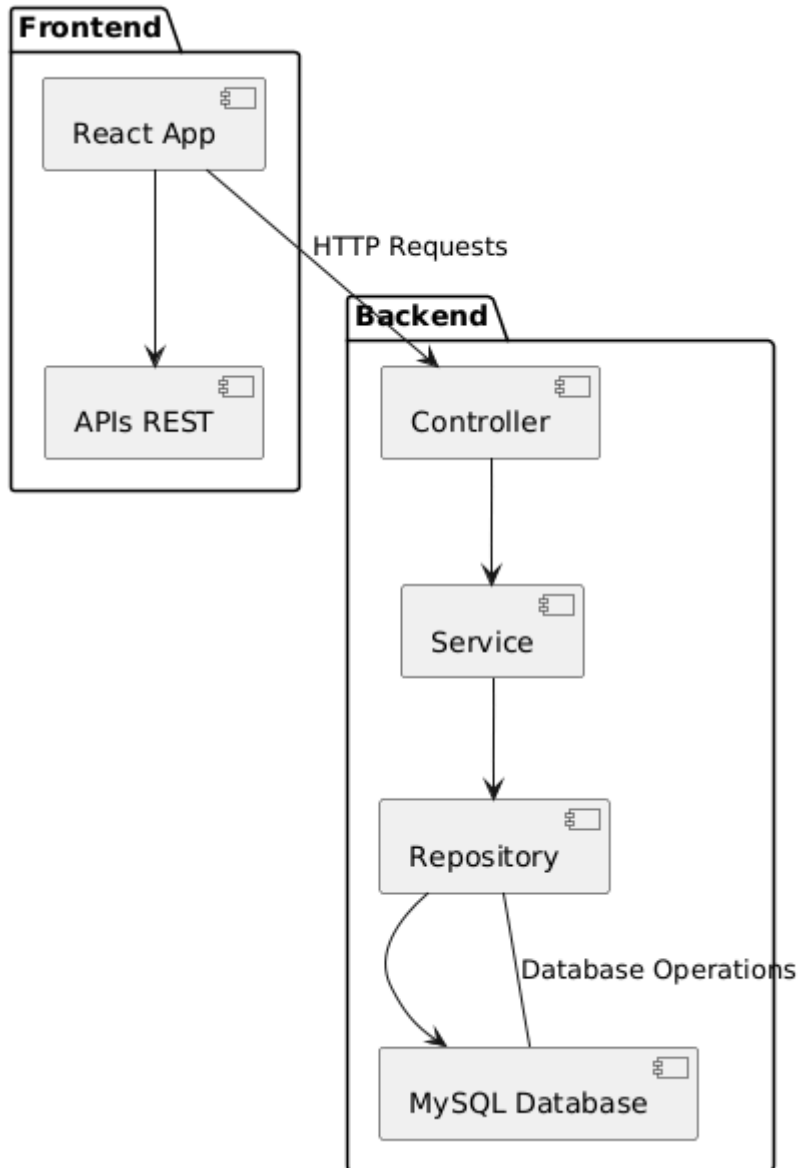 Frontend
React App
HTTP Requests
Backend
APIs REST
Controller
Service
Repository
Database Operations
MySQL Database